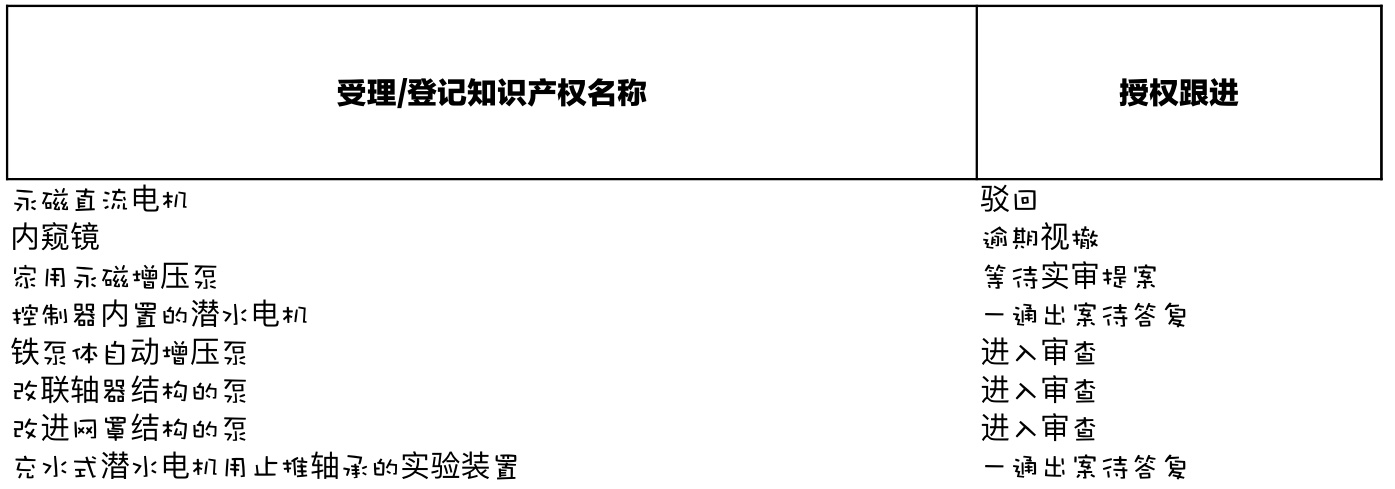 受理/登记知识产权名称 授权跟进
永磁直流电机 驳回
内窥镜 逾期视撤
家用永磁增压泵 等待实审提案
控制器内置的潜水电机 一通出案待答复
铁泵体自动增压泵 进入审查
改联轴器结构的泵 进入审查
改进网罩结构的泵 进入审查
充水式潜水电机用止推轴承的实验装置 一通出案待答复